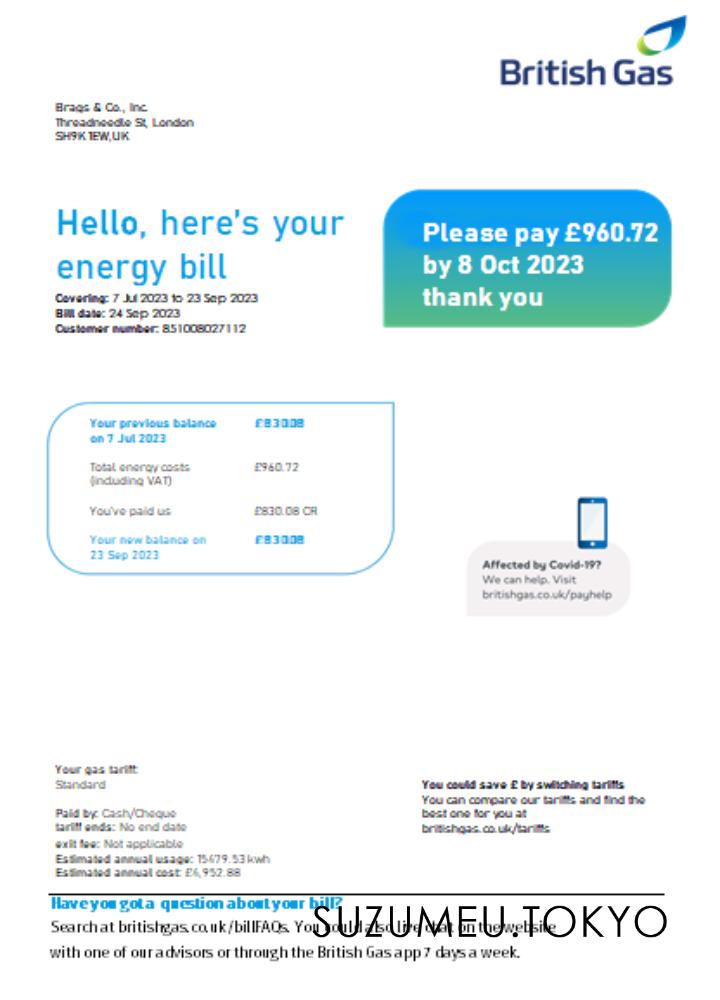 British Gas
Brags & Co., Inc.
Threadneedle St, London
SH9K 1EW,UK
Hello, here's your
energy bill
Covering: 7 Jul 2023 to 23 Sep 2023
Bill date: 24 Sep 2023
Customer number: 851008027112
Please pay £960.72
by 8 Oct 2023
thank you
Your previous balance £830.08
on 7 Jul 2023
Total energy costs £960.72
(including VAT)
You've paid us £830.08 CR
Your new balance on £830.08
23 Sep 2023
Affected by Covid-19?
We can help. Visit
britishgas.co.uk/payhelp
Your gas tariff:
Standard
Paid by: Cash/Cheque
tariff ends: No end date
exit fee: Not applicable
Estimated annual usage: 15479.53kwh
Estimated annual cost: £6,952.88
You could save £ by switching tariffs
You can compare our tariffs and find the
best one for you at
britishgas.co.uk/tariffs
Have you got a question about your bill?
Search at britishgas.co.uk/billFAQs. You could also live chat on the website
with one of our advisors or through the British Gas app 7 days a week.
SUZUMEU.TOKYO